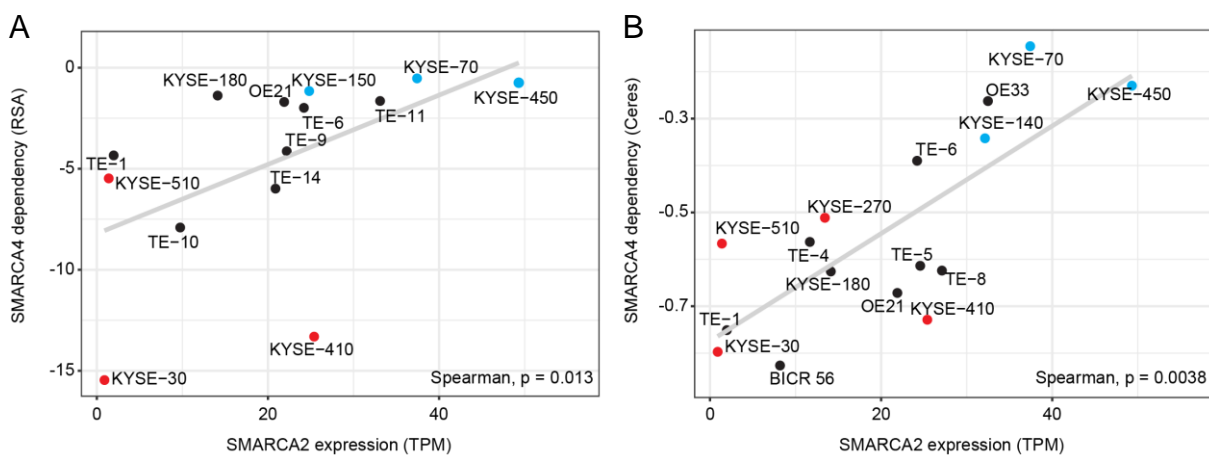 A
SMARCA4 dependency (RSA)
0
-5
-10
-15
KYSE-180
OE21
KYSE-150
KYSE-70
KYSE-450
TE-6
TE-11
TE-9
TE-1
KYSE-510
TE-14
TE-10
KYSE-410
KYSE-30
Spearman, p = 0.013
0
20
40
SMARCA2 expression (TPM)
B
SMARCA4 dependency (Ceres)
-0.3
-0.5
-0.7
KYSE-70
OE33
KYSE-450
KYSE-140
TE-6
KYSE-270
KYSE-510
TE-4
TE-5
TE-8
KYSE-180
OE21
KYSE-410
TE-1
KYSE-30
BICR 56
Spearman, p = 0.0038
0
20
40
SMARCA2 expression (TPM)